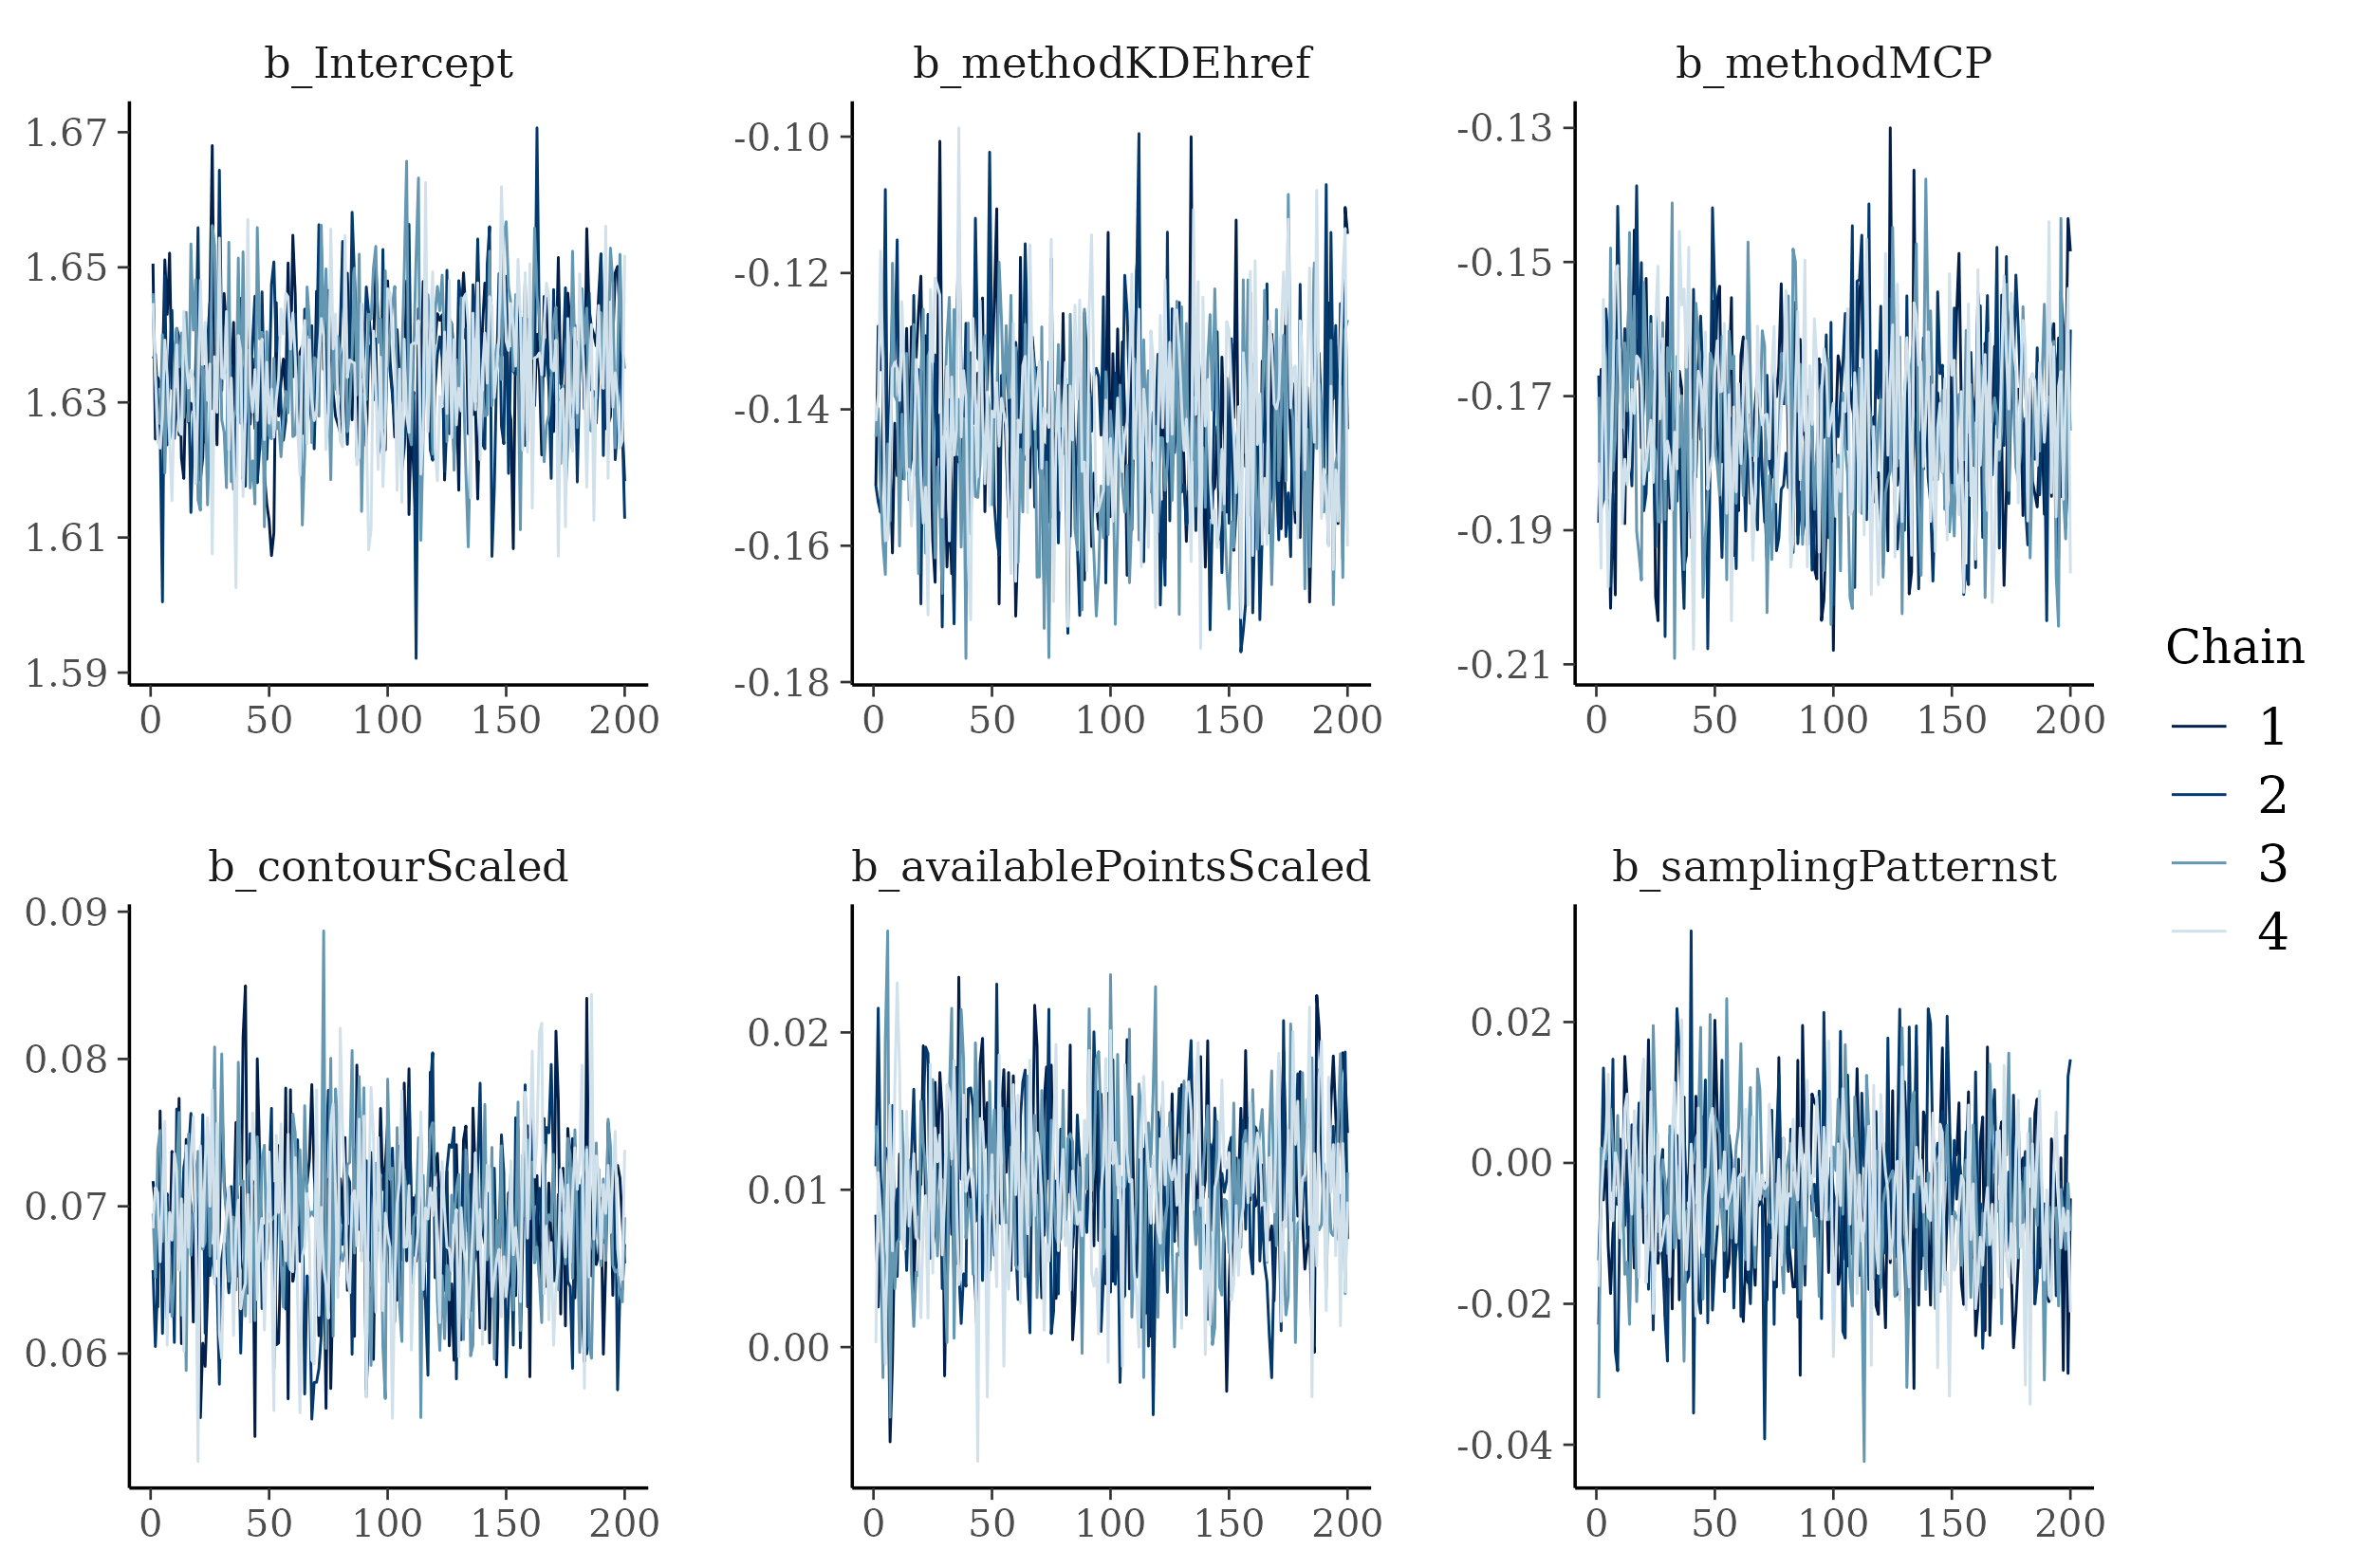 b_Intercept
b_methodKDEhref
b_methodMCP
1.67
1.65
1.63
1.61
1.59
0 50 100 150 200
-0.10
-0.12
-0.14
-0.16
-0.18
0 50 100 150 200
-0.13
-0.15
-0.17
-0.19
-0.21
0 50 100 150 200
b_contourScaled
b_availablePointsScaled
b_samplingPatternst
0.09
0.08
0.07
0.06
0 50 100 150 200
0.02
0.01
0.00
0 50 100 150 200
0.02
0.00
-0.02
-0.04
0 50 100 150 200
Chain
1
2
3
4